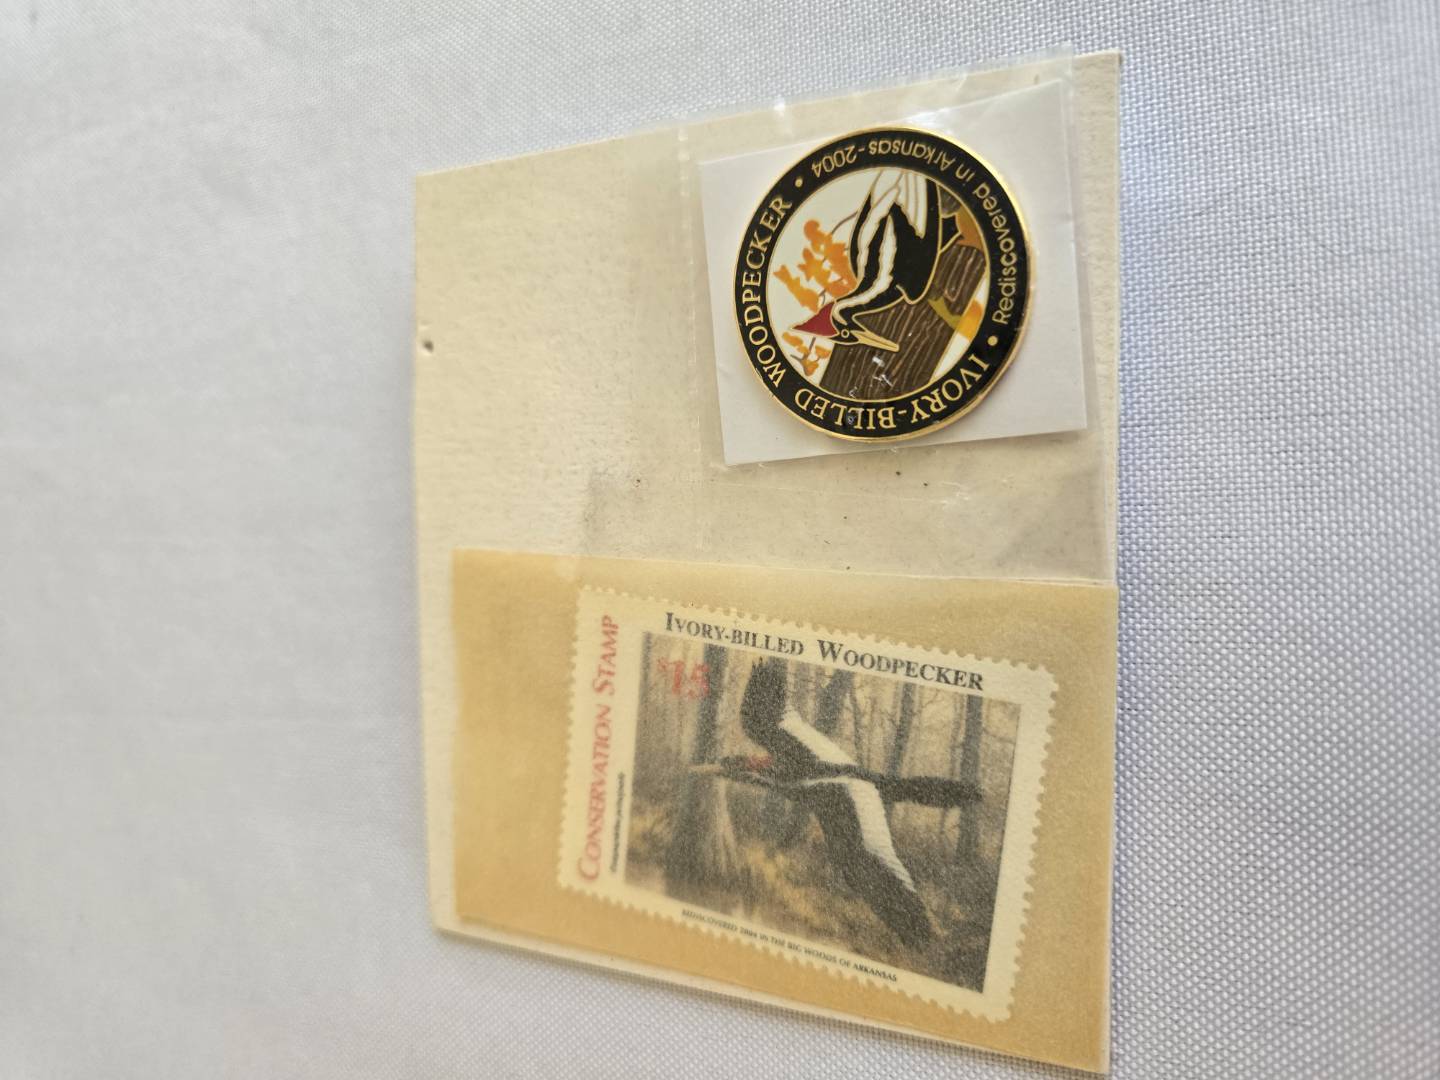 IVORY-BILLED WOODPECKER •
Rediscovered in Arkansas-2004 •
CONSERVATION STAMP
IVORY-BILLED WOODPECKER
$15
REDISCOVERED 2004 IN THE BIG WOODS OF ARKANSAS